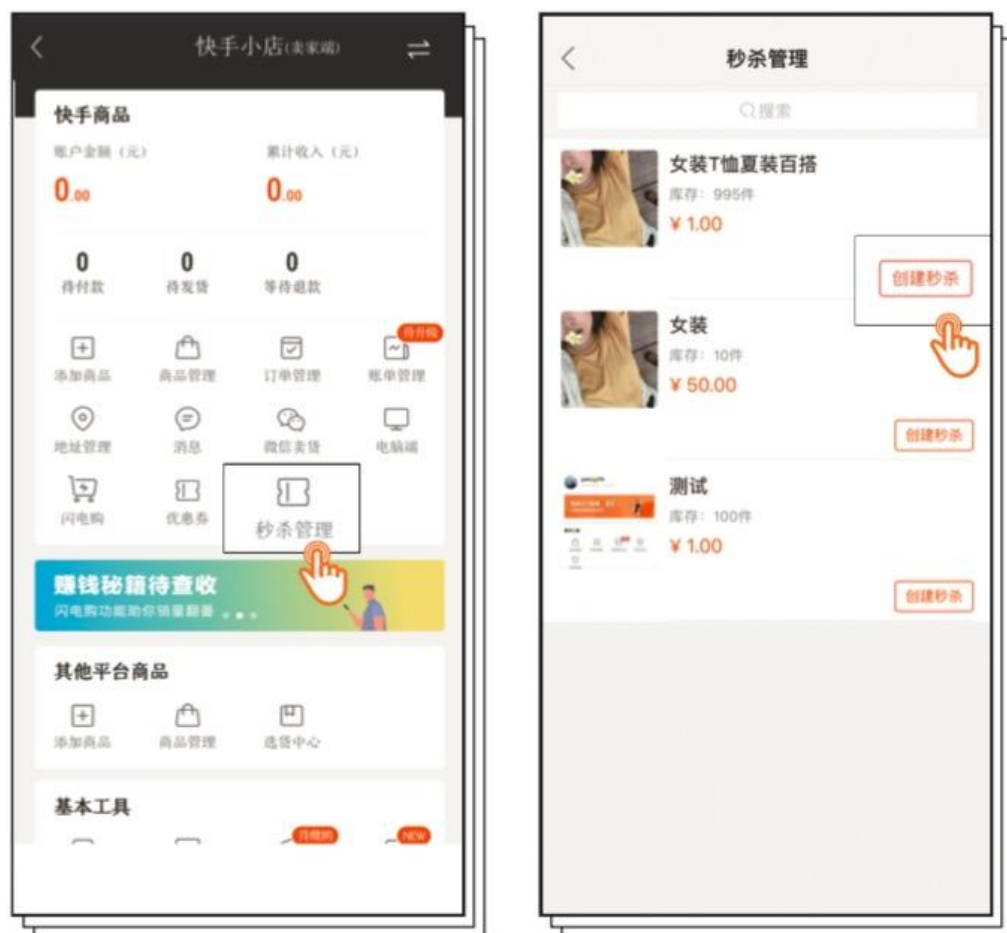 快手小店(卖家端)
快手商品
账户金额（元） 累计收入（元）
0.00 0.00
0 0 0
待付款 待发货 等待退款
待升级
添加商品 商品管理 订单管理 账单管理
地址管理 消息 微信卖货 电脑端
闪电购 优惠券 秒杀管理
赚钱秘籍待查收
闪电购功能助你销量翻番
其他平台商品
添加商品 商品管理 选货中心
基本工具
待缴纳 NEW
秒杀管理
搜索
女装T恤夏装百搭
库存：995件
¥ 1.00
创建秒杀
女装
库存：10件
¥ 50.00
创建秒杀
测试
库存：100件
¥ 1.00
创建秒杀